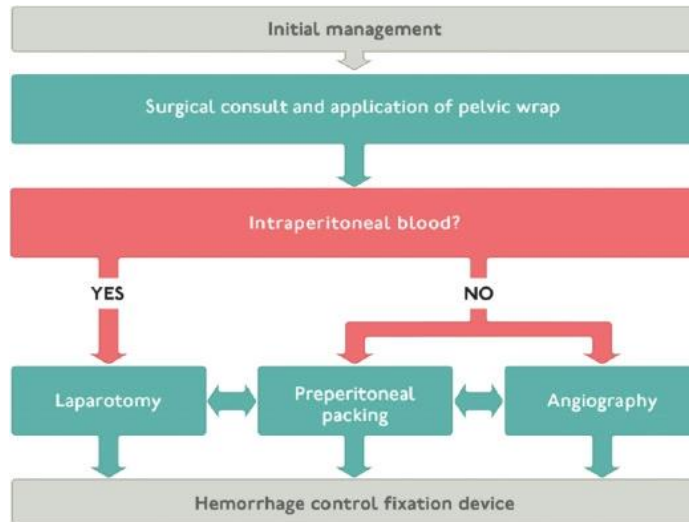 Initial management
Surgical consult and application of pelvic wrap
Intraperitoneal blood?
YES
NO
Laparotomy
Preperitoneal
packing
Angiography
Hemorrhage control fixation device